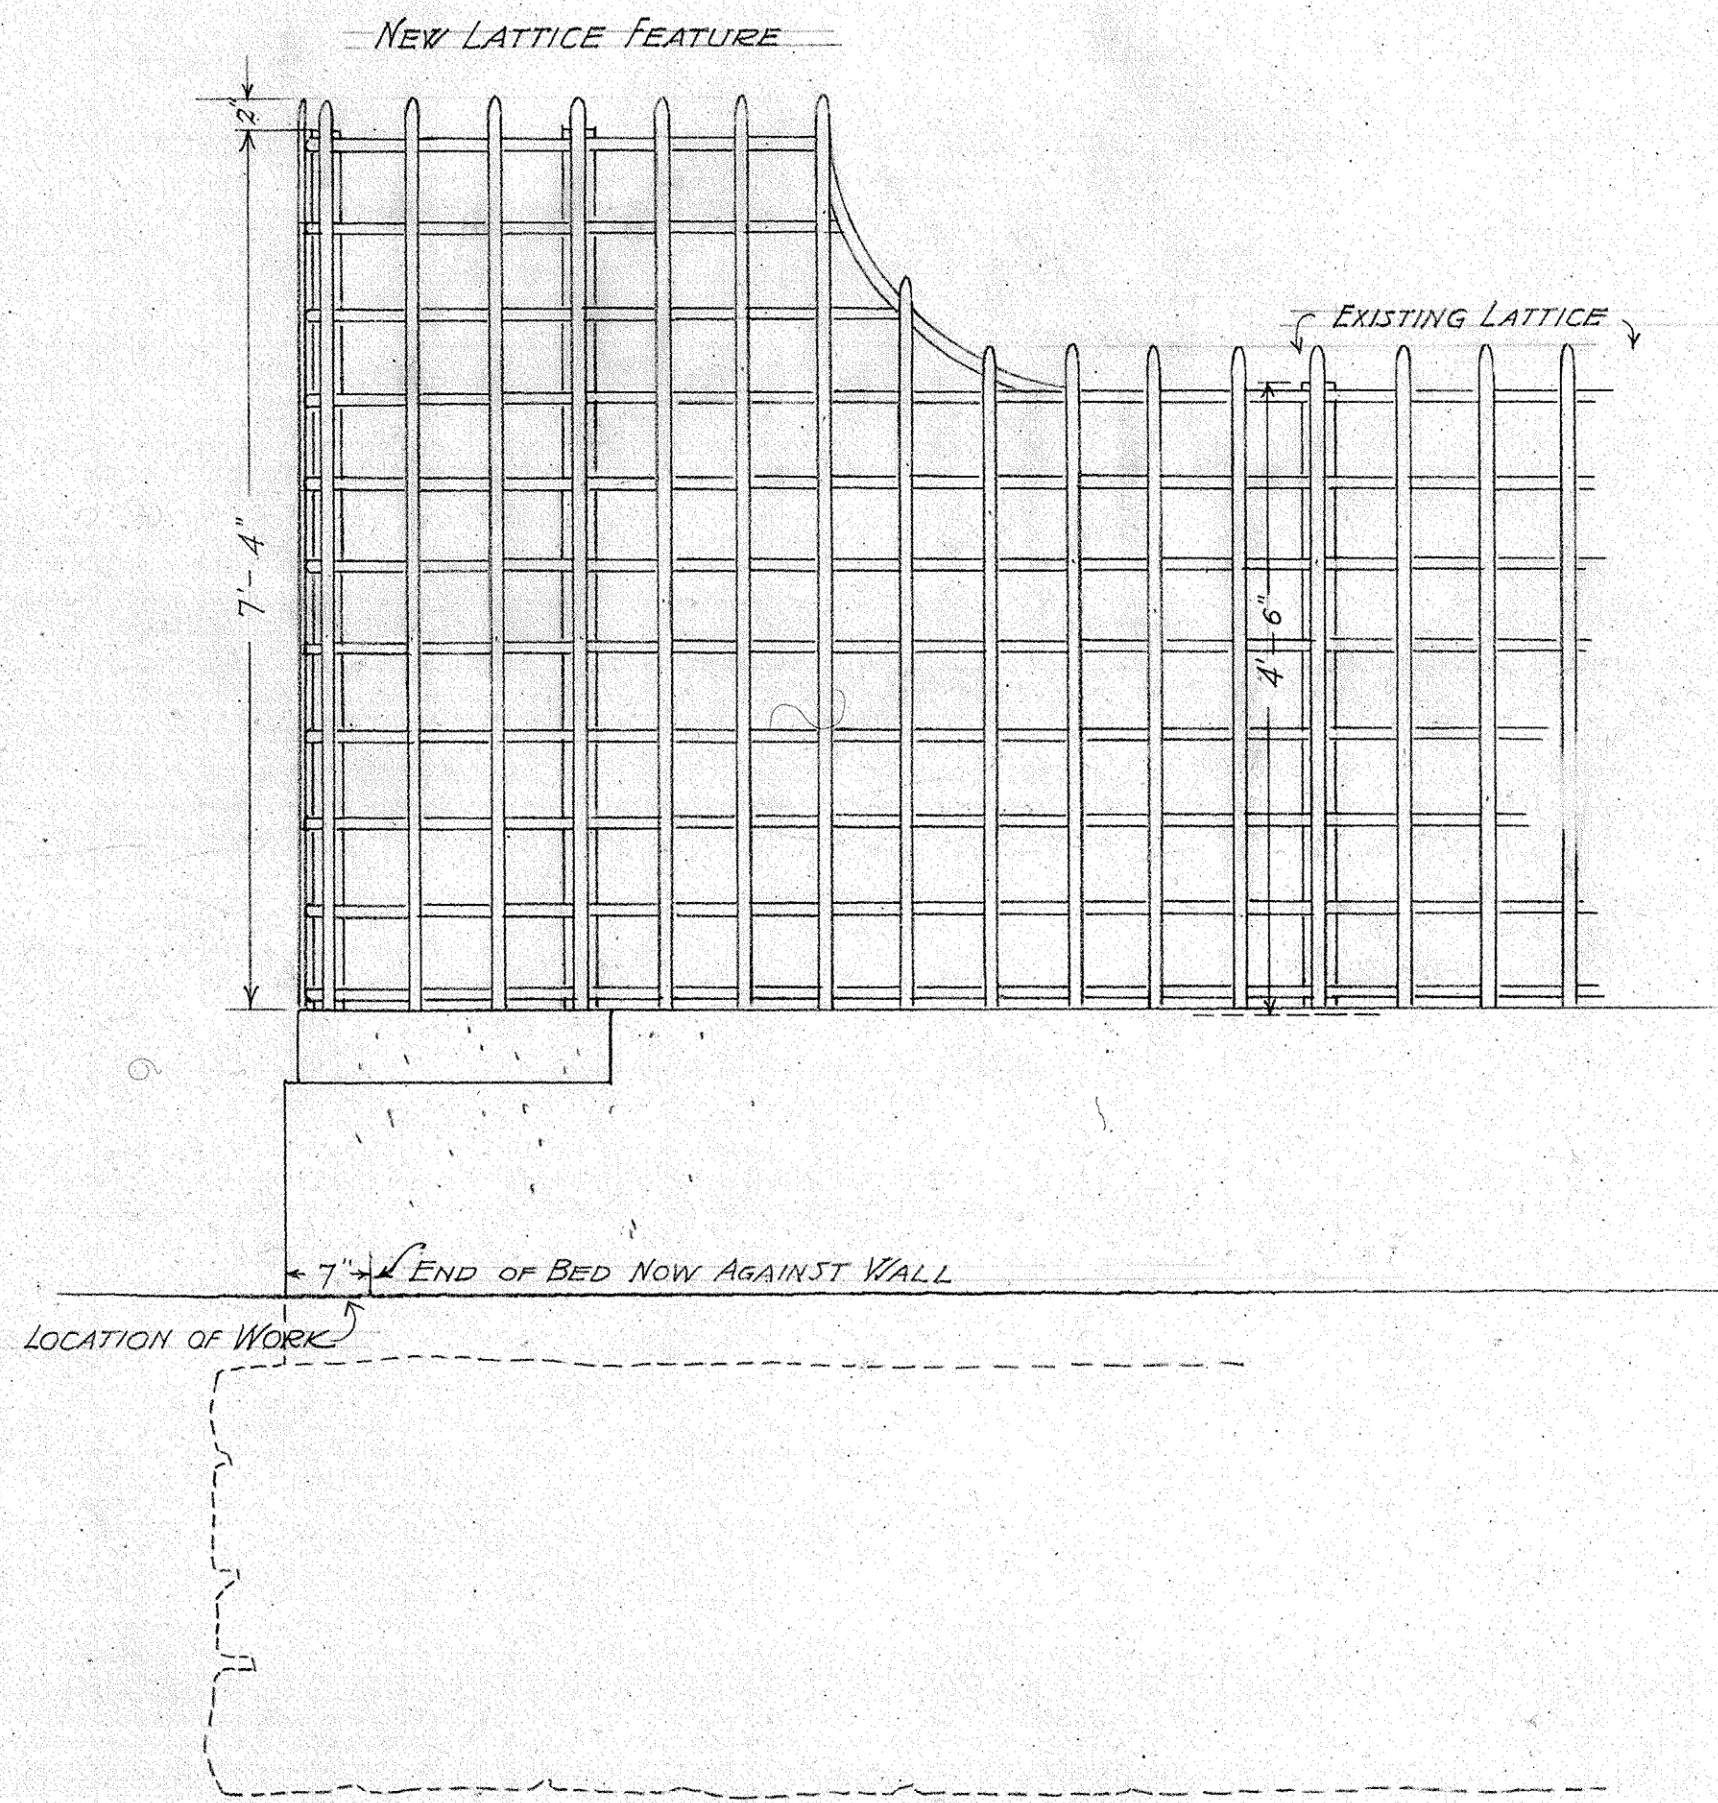 NEW LATTICE FEATURE
2"
EXISTING LATTICE
7'-4"
4'-6"
7"
END OF BED NOW AGAINST WALL
LOCATION OF WORK